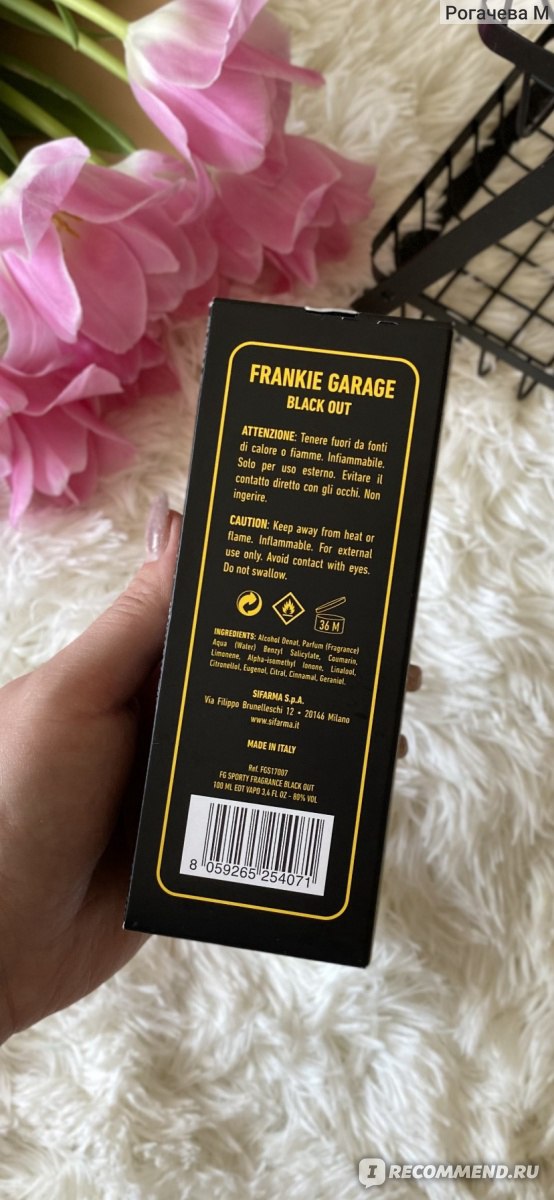 Рогачева М
FRANKIE GARAGE
BLACK OUT
ATTENZIONE: Tenere fuori da fonti
di calore o fiamme. Infiammabile.
Solo per uso esterno. Evitare il
contatto diretto con gli occhi. Non
ingerire.
CAUTION: Keep away from heat or
flame. Inflammable. For external
use only. Avoid contact with eyes.
Do not swallow.
36 M
INGREDIENTS: Alcohol Denat, Parfum (Fragrance)
Aqua (Water) Benzyl Salicylate, Coumarin,
Limonene, Alpha-isomethyl Ionone, Linalool,
Citronellol, Eugenol, Citral, Cinnamal, Geraniol.
SIFARMA S.p.A.
Via Filippo Brunelleschi 12 • 20146 Milano
www.sifarma.it
MADE IN ITALY
Ref. FGS17007
FG SPORTY FRAGRANCE BLACK OUT
100 ML EDT VAPO 3,4 FL OZ - 80% VOL
8 059265 254071
I RECOMMEND.RU